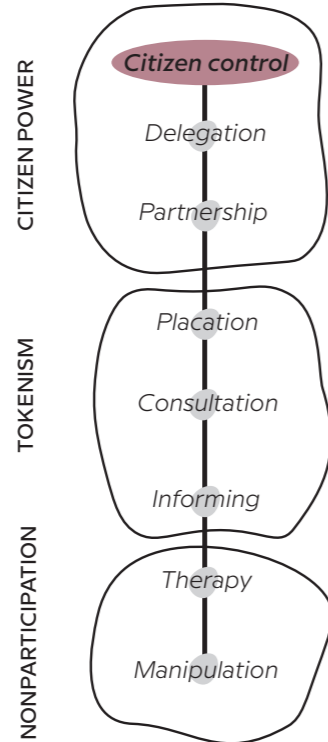 CITIZEN POWER
Citizen control
Delegation
Partnership
TOKENISM
Placation
Consultation
Informing
NONPARTICIPATION
Therapy
Manipulation